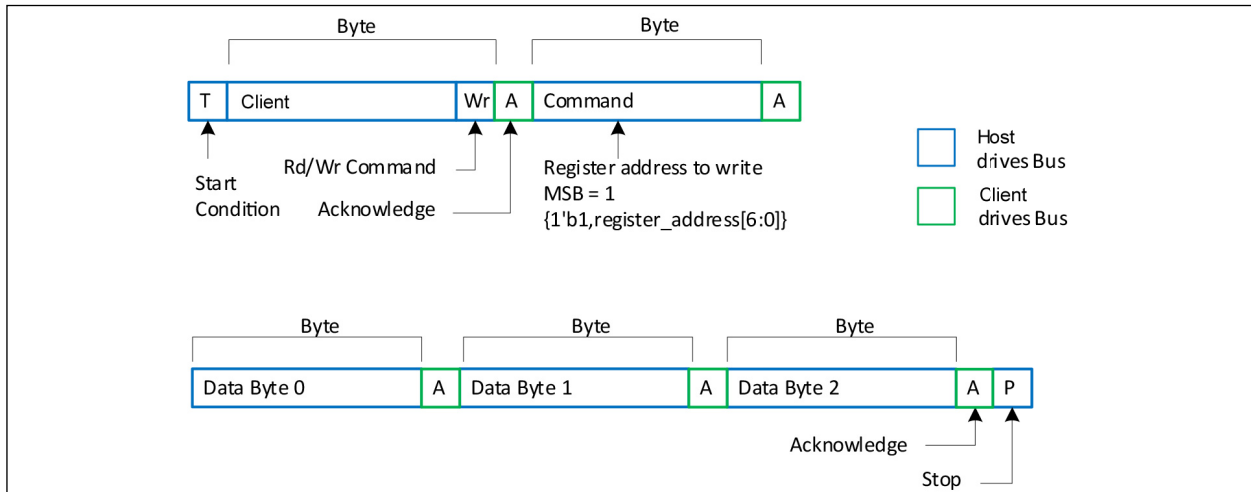 Byte
Byte
T
Client
Wr
A
Command
A
Host
drives Bus
Client
drives Bus
Rd/Wr Command
Start
Condition
Acknowledge
Register address to write
MSB = 1
{1'b1,register_address[6:0]}
Byte
Byte
Byte
Data Byte 0
A
Data Byte 1
A
Data Byte 2
A
P
Acknowledge
Stop